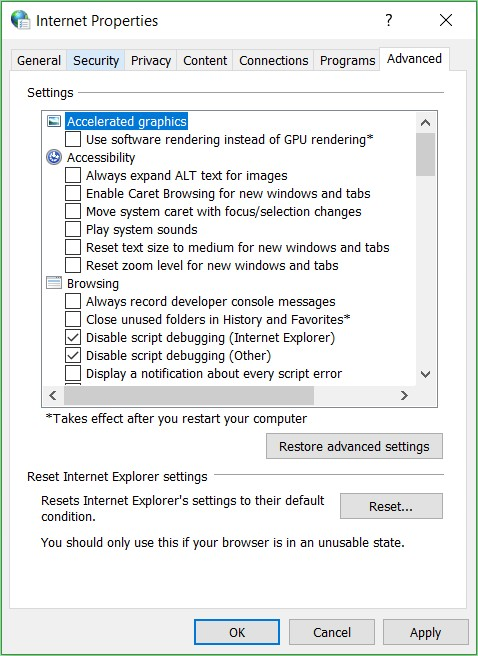 Internet Properties
?
General Security Privacy Content Connections Programs Advanced
Settings
Accelerated graphics
Use software rendering instead of GPU rendering*
Accessibility
Always expand ALT text for images
Enable Caret Browsing for new windows and tabs
Move system caret with focus/selection changes
Play system sounds
Reset text size to medium for new windows and tabs
Reset zoom level for new windows and tabs
Browsing
Always record developer console messages
Close unused folders in History and Favorites*
Disable script debugging (Internet Explorer)
Disable script debugging (Other)
Display a notification about every script error
*Takes effect after you restart your computer
Restore advanced settings
Reset Internet Explorer settings
Resets Internet Explorer's settings to their default
condition.
Reset...
You should only use this if your browser is in an unusable state.
OK Cancel Apply